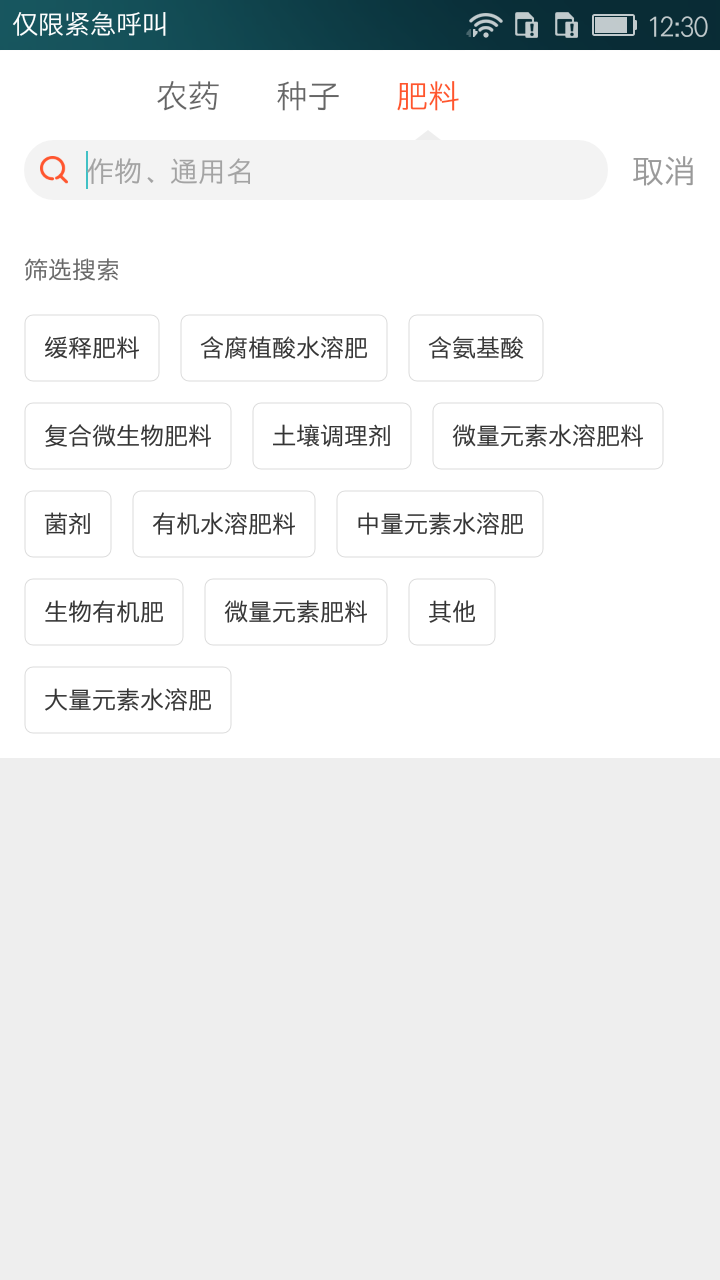 仅限紧急呼叫 12:30
农药 种子 肥料
作物、通用名 取消
筛选搜索
缓释肥料 含腐植酸水溶肥 含氨基酸
复合微生物肥料 土壤调理剂 微量元素水溶肥料
菌剂 有机水溶肥料 中量元素水溶肥
生物有机肥 微量元素肥料 其他
大量元素水溶肥